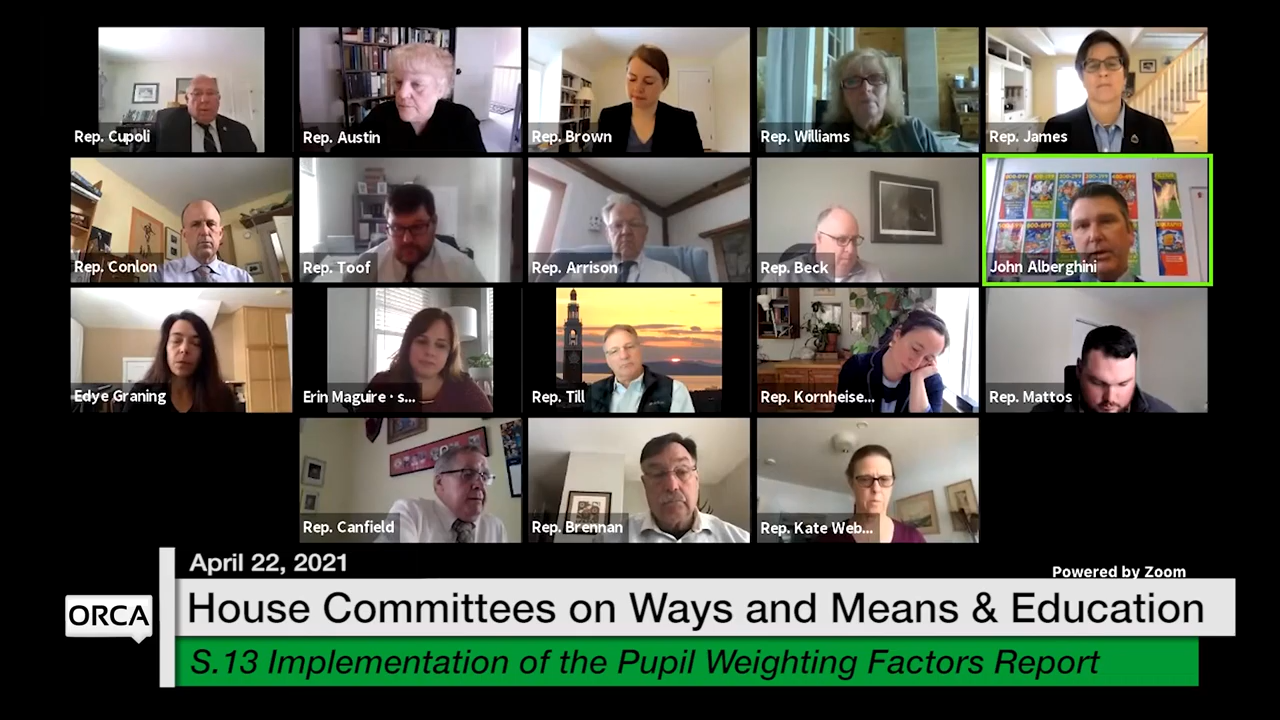 Rep. Cupoli
Rep. Austin
Rep. Brown
Rep. Williams
Rep. James
Rep. Conlon
Rep. Toof
Rep. Arrison
Rep. Beck
John Alberghini
Edye Graning
Erin Maguire · s...
Rep. Till
Rep. Kornheise...
Rep. Mattos
Rep. Canfield
Rep. Brennan
Rep. Kate Web...
April 22, 2021
Powered by Zoom
ORCA
House Committees on Ways and Means & Education
S.13 Implementation of the Pupil Weighting Factors Report